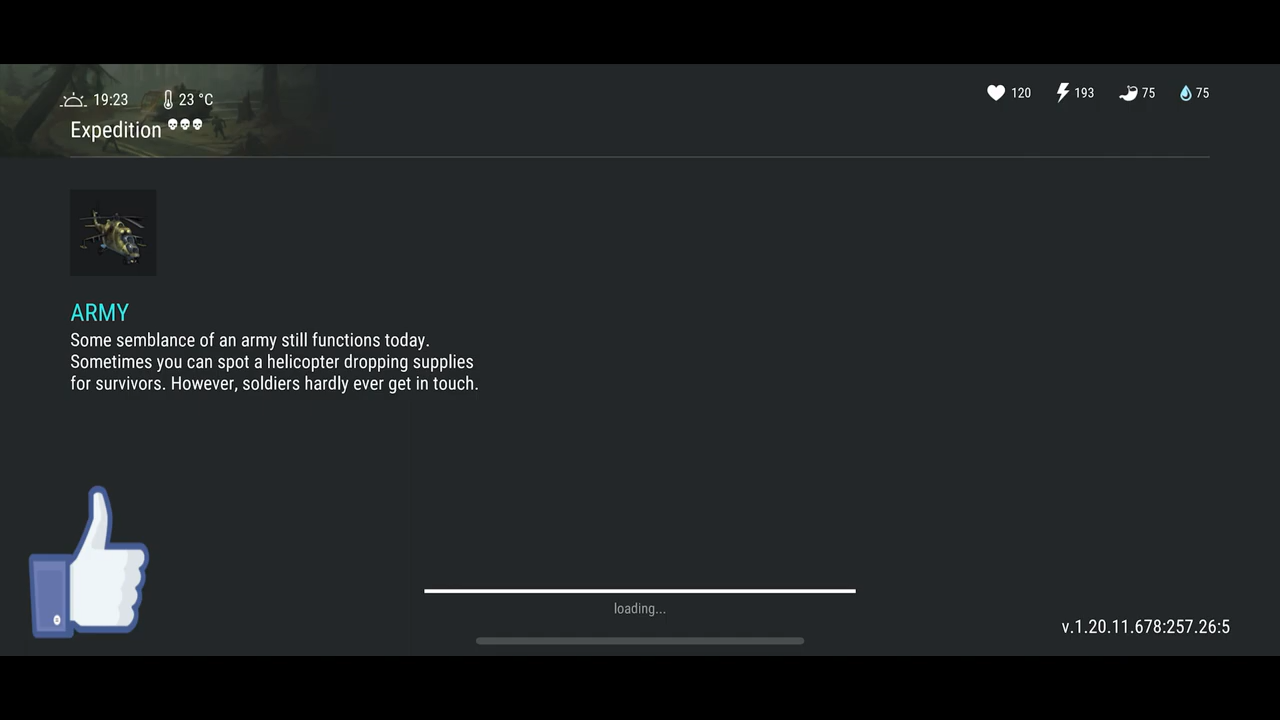 19:23 23 °C
120 193 75 75
Expedition
ARMY
Some semblance of an army still functions today.
Sometimes you can spot a helicopter dropping supplies
for survivors. However, soldiers hardly ever get in touch.
loading...
v.1.20.11.678:257.26:5